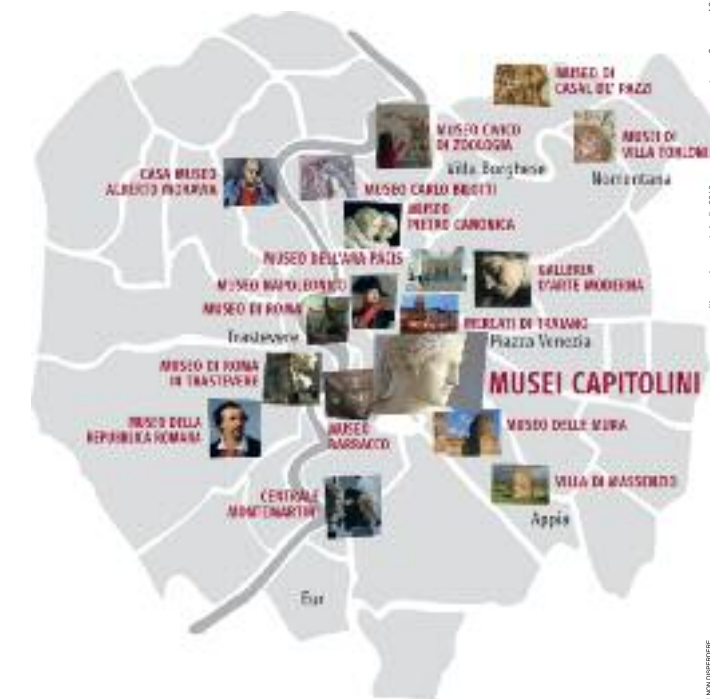 MUSEO DI
CASAL DE' PAZZI
MUSEO CIVICO
DI ZOOLOGIA
MUSEI DI
VILLA TORLONI
Villa Borghese
Nomentana
CASA MUSEO
ALBERTO MORAVIA
MUSEO CARLO BILOTTI
MUSEO
PIETRO CANONICA
MUSEO DELL'ARA PACIS
GALLERIA
D'ARTE MODERNA
MUSEO NAPOLEONICO
MUSEO DI ROMA
MERCATI DI TRAIANO
Trastevere
Piazza Venezia
MUSEO DI ROMA
IN TRASTEVERE
MUSEI CAPITOLINI
MUSEO DELLA
REPUBBLICA ROMANA
MUSEO
BARRACCO
MUSEO DELLE MURA
VILLA DI MASSENZIO
CENTRALE
MONTEMARTINI
Appia
Eur
NON DISPERDERE